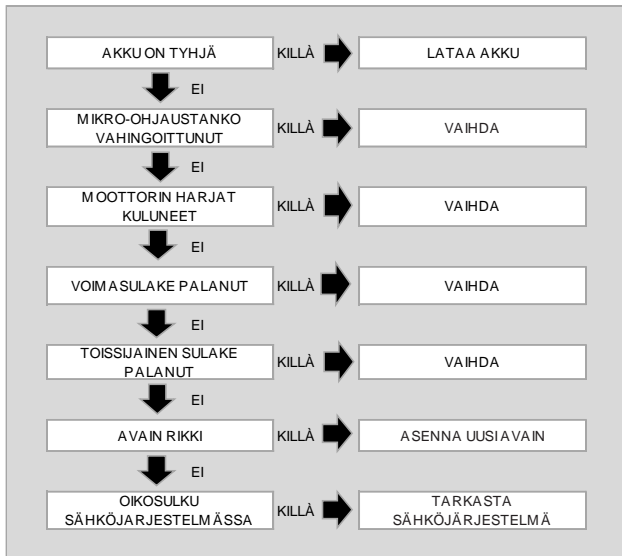 AKKU ON TYHJÄ KILLÀ LATAA AKKU
EI
MIKRO-OHJAUSTANKO
VAHINGOITTUNUT
KILLÀ VAIHDA
EI
MOOTTORIN HARJAT
KULUNEET
KILLÀ VAIHDA
EI
VOIMASULAKE PALANUT KILLÀ VAIHDA
EI
TOISSIJAINEN SULAKE
PALANUT
KILLÀ VAIHDA
EI
AVAIN RIKKI KILLÀ ASENNA UUSI AVAIN
EI
OIKOSULKU
SÄHKÖJARJESTELMÄSSA
KILLÀ
TARKASTA
SÄHKÖJÄRJESTELMÄ